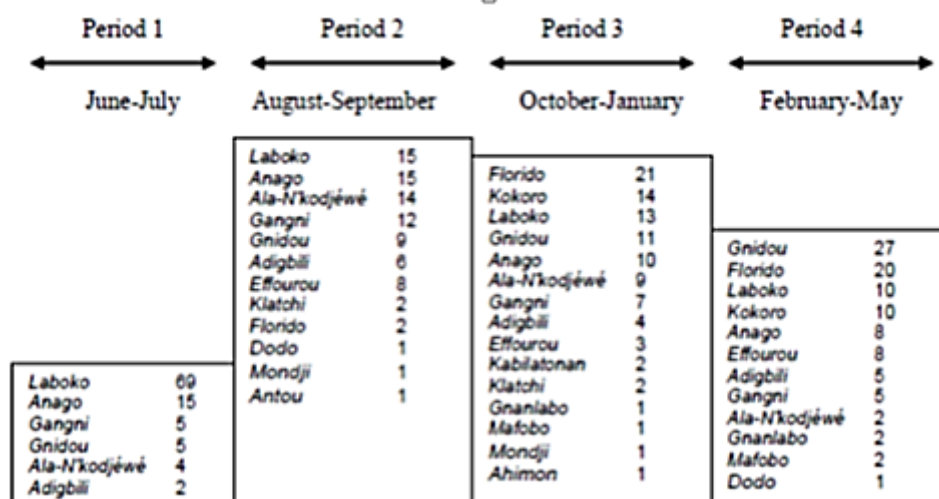 Period 1
Period 2
Period 3
Period 4
June-July
August-September
October-January
February-May
Laboko 69
Anago 15
Gangni 5
Gnidou 5
Ala-N'kodjéwé 4
Adigbili 2
Laboko 15
Anago 15
Ala-N'kodjéwé 14
Gangni 12
Gnidou 9
Adigbili 6
Effourou 8
Klatchi 2
Florido 2
Dodo 1
Mondji 1
Antou 1
Florido 21
Kokoro 14
Laboko 13
Gnidou 11
Anago 10
Ala-N'kodjéwé 9
Gangni 7
Adigbili 4
Effourou 3
Kabilatonan 2
Klatchi 2
Gnanlabo 1
Mafobo 1
Mondji 1
Ahimon 1
Gnidou 27
Florido 20
Laboko 10
Kokoro 10
Anago 8
Effourou 8
Adigbili 5
Gangni 5
Ala-N'kodjéwé 2
Gnanlabo 2
Mafobo 2
Dodo 1